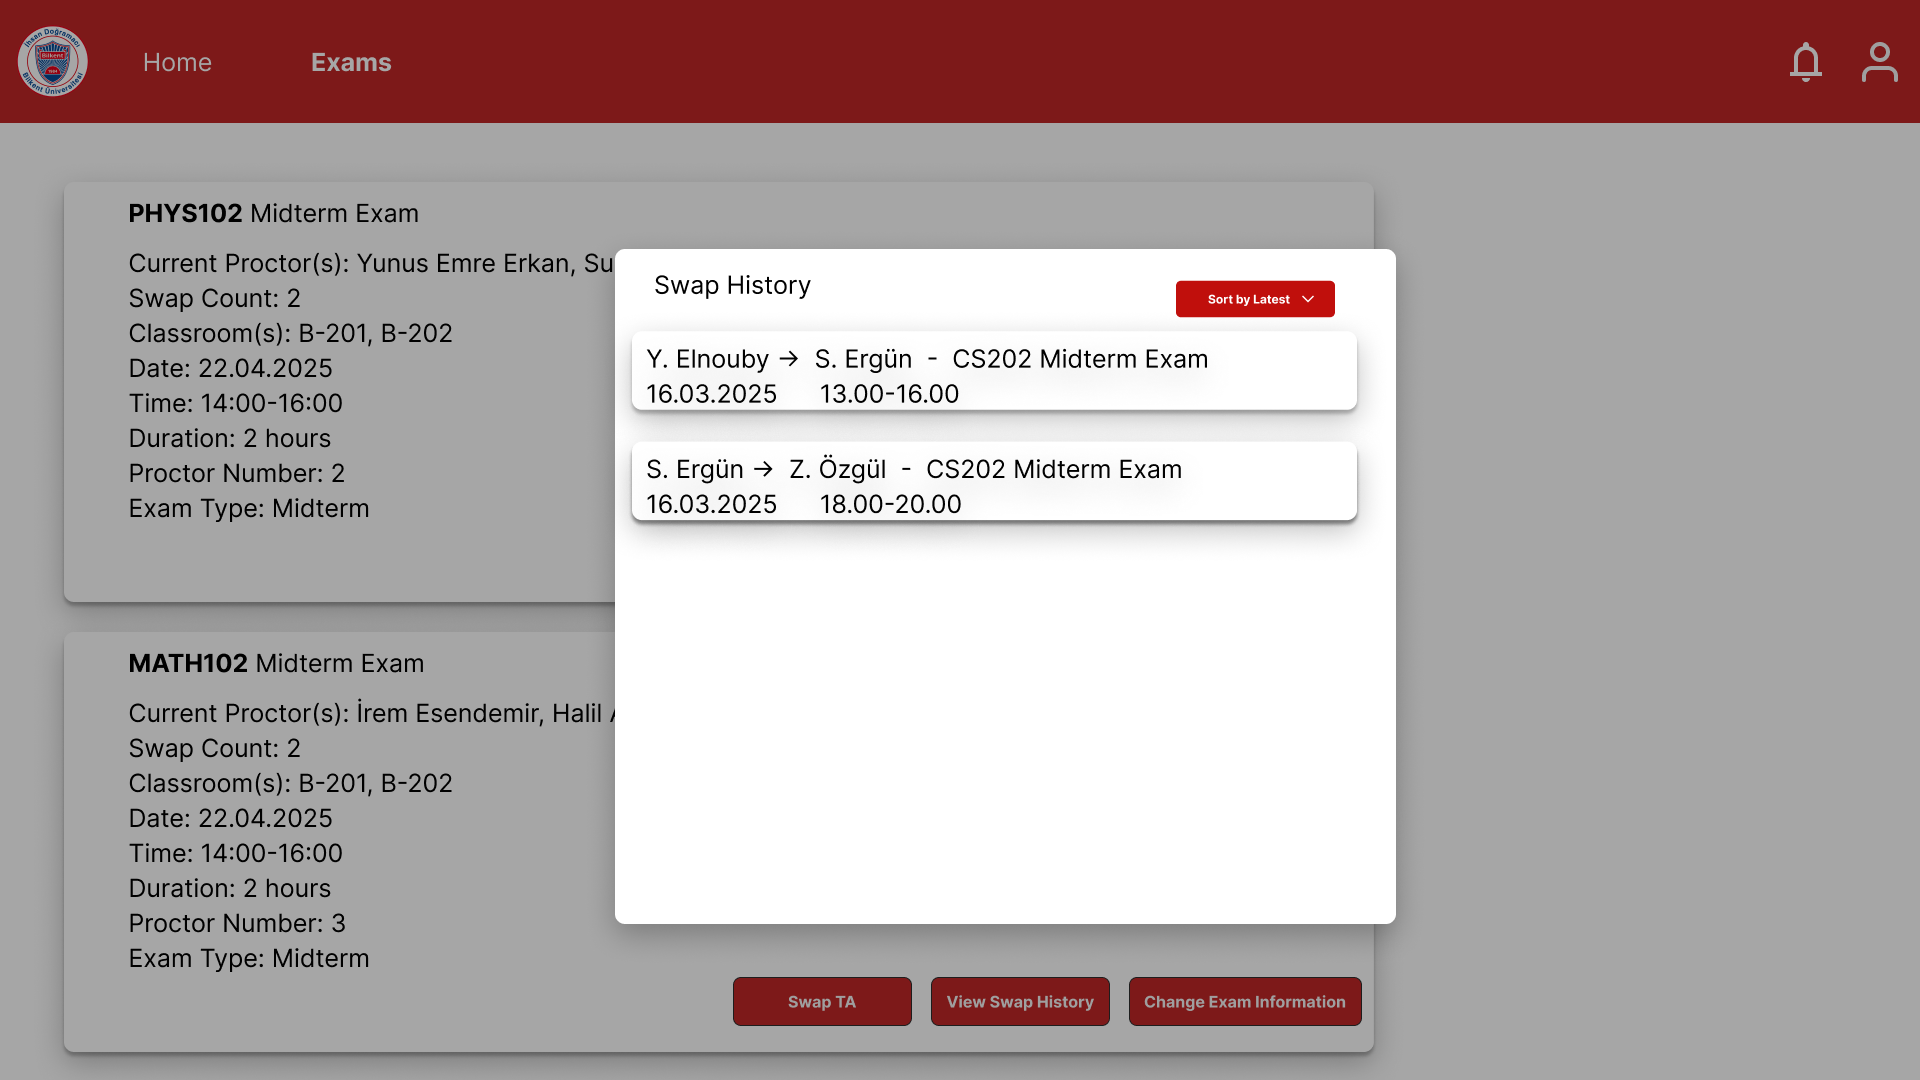 İhsan Doğramacı
Bilkent
Bilkent Üniversitesi
Home
Exams
PHYS102 Midterm Exam
Current Proctor(s): Yunus Emre Erkan, Su
Swap Count: 2
Classroom(s): B-201, B-202
Date: 22.04.2025
Time: 14:00-16:00
Duration: 2 hours
Proctor Number: 2
Exam Type: Midterm
Swap History
Sort by Latest
Y. Elnouby → S. Ergün - CS202 Midterm Exam
16.03.2025 13.00-16.00
S. Ergün → Z. Özgül - CS202 Midterm Exam
16.03.2025 18.00-20.00
MATH102 Midterm Exam
Current Proctor(s): İrem Esendemir, Halil
Swap Count: 2
Classroom(s): B-201, B-202
Date: 22.04.2025
Time: 14:00-16:00
Duration: 2 hours
Proctor Number: 3
Exam Type: Midterm
Swap TA
View Swap History
Change Exam Information